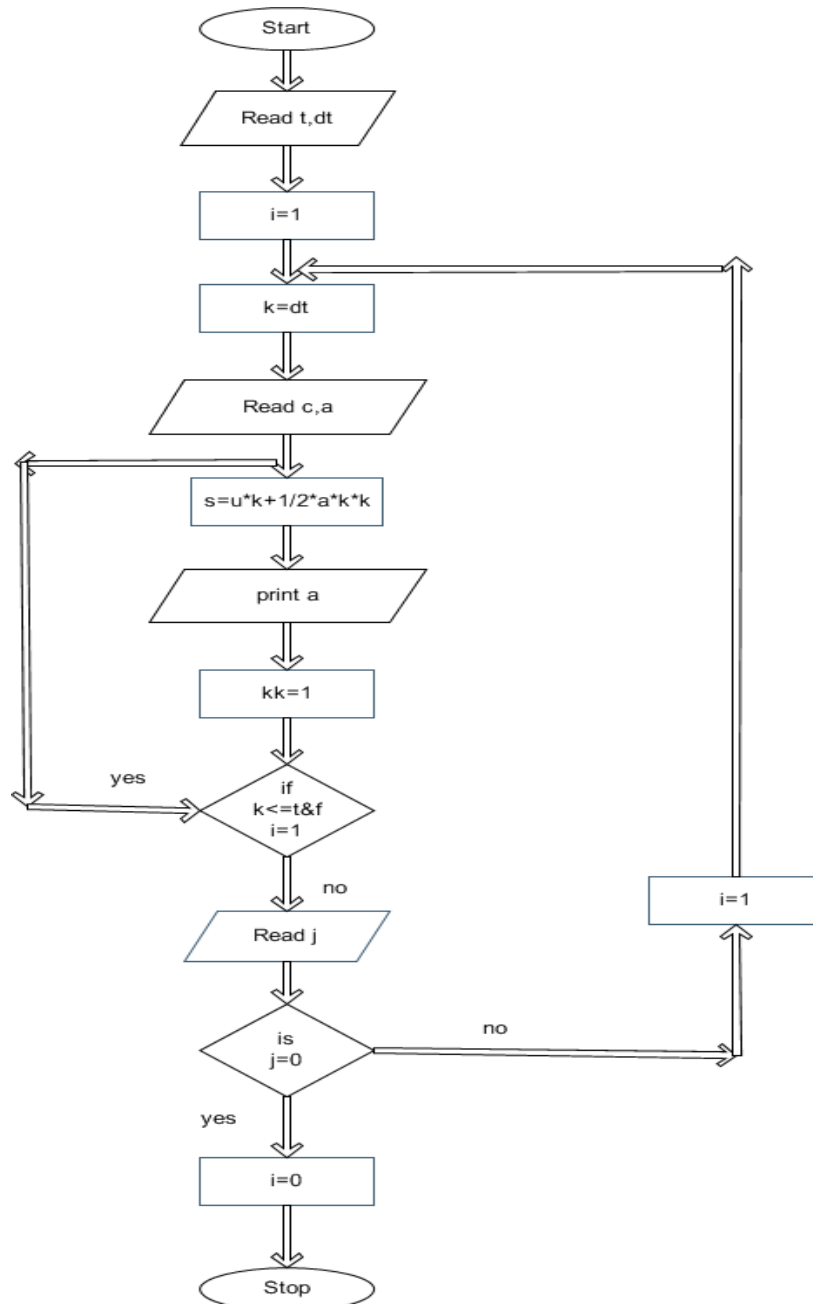 Start
Read t,dt
i=1
k=dt
Read c,a
s=u*k+1/2*a*k*k
print a
kk=1
yes
if
k<=t&f
i=1
no
Read j
i=1
is
j=0
no
yes
i=0
Stop